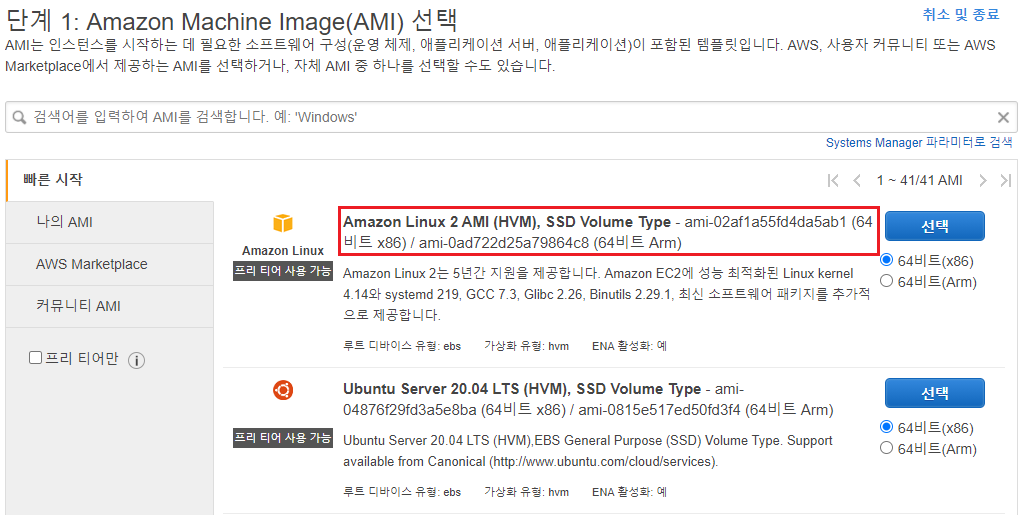 단계 1: Amazon Machine Image(AMI) 선택
취소 및 종료
AMI는 인스턴스를 시작하는 데 필요한 소프트웨어 구성(운영 체제, 애플리케이션 서버, 애플리케이션)이 포함된 템플릿입니다. AWS, 사용자 커뮤니티 또는 AWS
Marketplace에서 제공하는 AMI를 선택하거나, 자체 AMI 중 하나를 선택할 수도 있습니다.
검색어를 입력하여 AMI를 검색합니다. 예: 'Windows'
Systems Manager 파라미터로 검색
빠른 시작
1 ~ 41/41 AMI
나의 AMI
AWS Marketplace
커뮤니티 AMI
프리 티어만
Amazon Linux
프리 티어 사용 가능
Amazon Linux 2 AMI (HVM), SSD Volume Type - ami-02af1a55fd4da5ab1 (64
비트 x86) / ami-0ad722d25a79864c8 (64비트 Arm)
Amazon Linux 2는 5년간 지원을 제공합니다. Amazon EC2에 성능 최적화된 Linux kernel
4.14와 systemd 219, GCC 7.3, Glibc 2.26, Binutils 2.29.1, 최신 소프트웨어 패키지를 추가적
으로 제공합니다.
루트 디바이스 유형: ebs 가상화 유형: hvm ENA 활성화: 예
선택
64비트(x86)
64비트(Arm)
프리 티어 사용 가능
Ubuntu Server 20.04 LTS (HVM), SSD Volume Type - ami-
04876f29fd3a5e8ba (64비트 x86) / ami-0815e517ed50fd3f4 (64비트 Arm)
Ubuntu Server 20.04 LTS (HVM),EBS General Purpose (SSD) Volume Type. Support
available from Canonical (http://www.ubuntu.com/cloud/services).
루트 디바이스 유형: ebs 가상화 유형: hvm ENA 활성화: 예
선택
64비트(x86)
64비트(Arm)